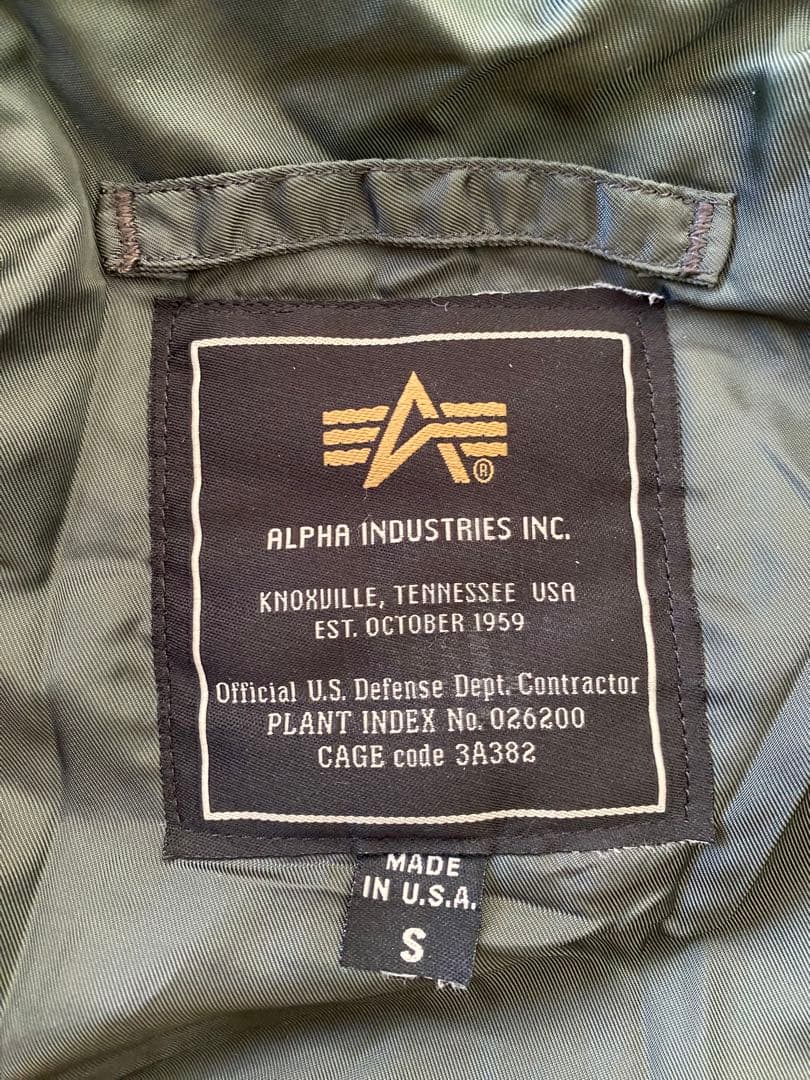 ®
ALPHA INDUSTRIES INC.
KNOXVILLE, TENNESSEE USA
EST. OCTOBER 1959
Official U.S. Defense Dept. Contractor
PLANT INDEX No. 026200
CAGE code 3A382
MADE
IN U.S.A.
S